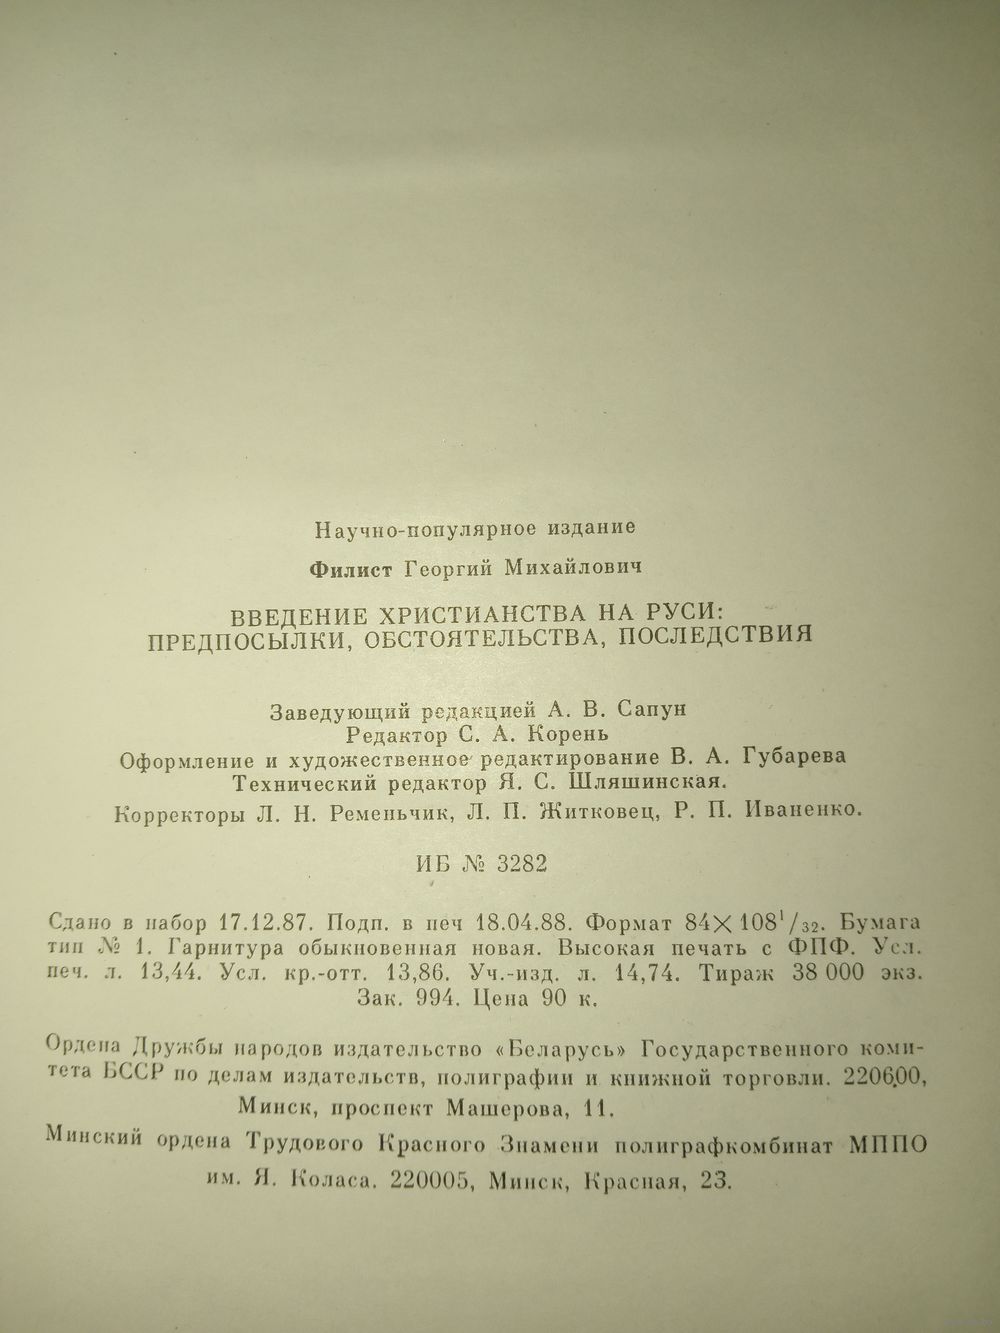 Научно-популярное издание
Филист Георгий Михайлович
ВВЕДЕНИЕ ХРИСТИАНСТВА НА РУСИ:
ПРЕДПОСЫЛКИ, ОБСТОЯТЕЛЬСТВА, ПОСЛЕДСТВИЯ
Заведующий редакцией А. В. Сапун
Редактор С. А. Корень
Оформление и художественное редактирование В. А. Губарева
Технический редактор Я. С. Шляшинская.
Корректоры Л. Н. Ременьчик, Л. П. Житковец, Р. П. Иваненко.
ИБ № 3282
Сдано в набор 17.12.87. Подп. в печ 18.04.88. Формат 84×108¹/₃₂. Бумага
тип № 1. Гарнитура обыкновенная новая. Высокая печать с ФПФ. Усл.
печ. л. 13,44. Усл. кр.-отт. 13,86. Уч.-изд. л. 14,74. Тираж 38 000 экз.
Зак. 994. Цена 90 к.
Ордена Дружбы народов издательство «Беларусь» Государственного коми-
тета БССР по делам издательств, полиграфии и книжной торговли. 220600,
Минск, проспект Машерова, 11.
Минский ордена Трудового Красного Знамени полиграфкомбинат МППО
им. Я. Коласа. 220005, Минск, Красная, 23.